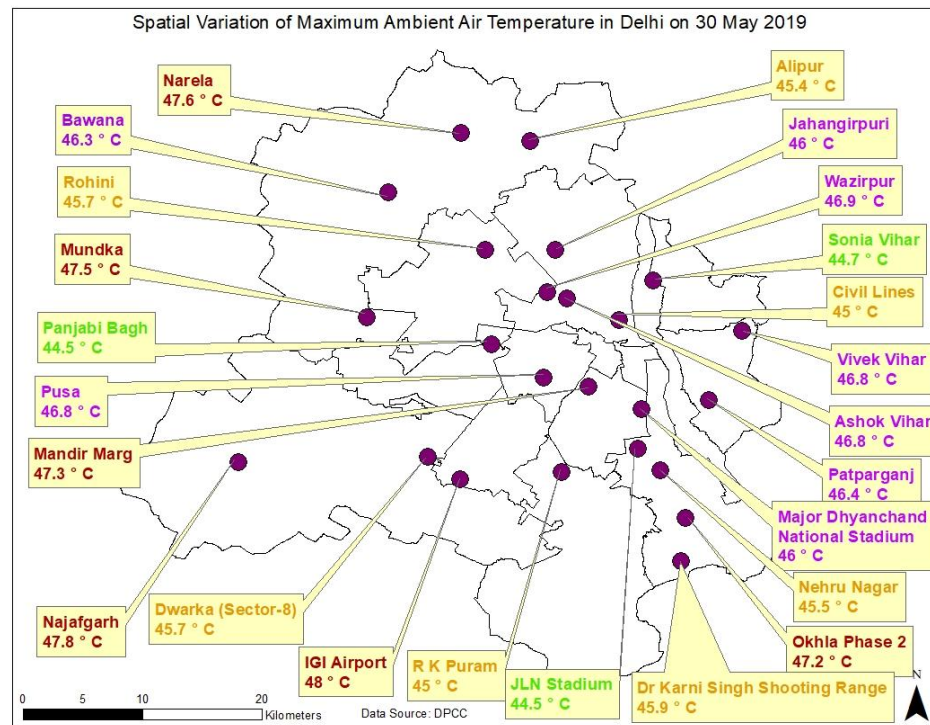 Spatial Variation of Maximum Ambient Air Temperature in Delhi on 30 May 2019
Narela
47.6 ° C
Alipur
45.4 ° C
Bawana
46.3 ° C
Jahangirpuri
46 ° C
Rohini
45.7 ° C
Wazirpur
46.9 ° C
Mundka
47.5 ° C
Sonia Vihar
44.7 ° C
Civil Lines
45 ° C
Panjabi Bagh
44.5 ° C
Vivek Vihar
46.8 ° C
Pusa
46.8 ° C
Ashok Vihar
46.8 ° C
Mandir Marg
47.3 ° C
Patparganj
46.4 ° C
Major Dhyanchand
National Stadium
46 ° C
Nehru Nagar
45.5 ° C
Najafgarh
47.8 ° C
Dwarka (Sector-8)
45.7 ° C
IGI Airport
48 ° C
R K Puram
45 ° C
JLN Stadium
44.5 ° C
Okhla Phase 2
47.2 ° C
Dr Karni Singh Shooting Range
45.9 ° C
N
0 5 10 20
Kilometers
Data Source: DPCC